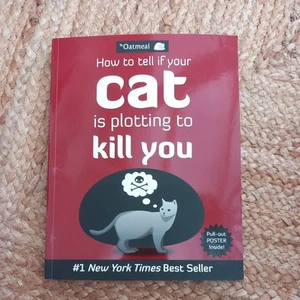 The Oatmeal
How to tell if your
cat
is plotting to
kill you
Pull-out
POSTER
Inside!
#1 New York Times Best Seller